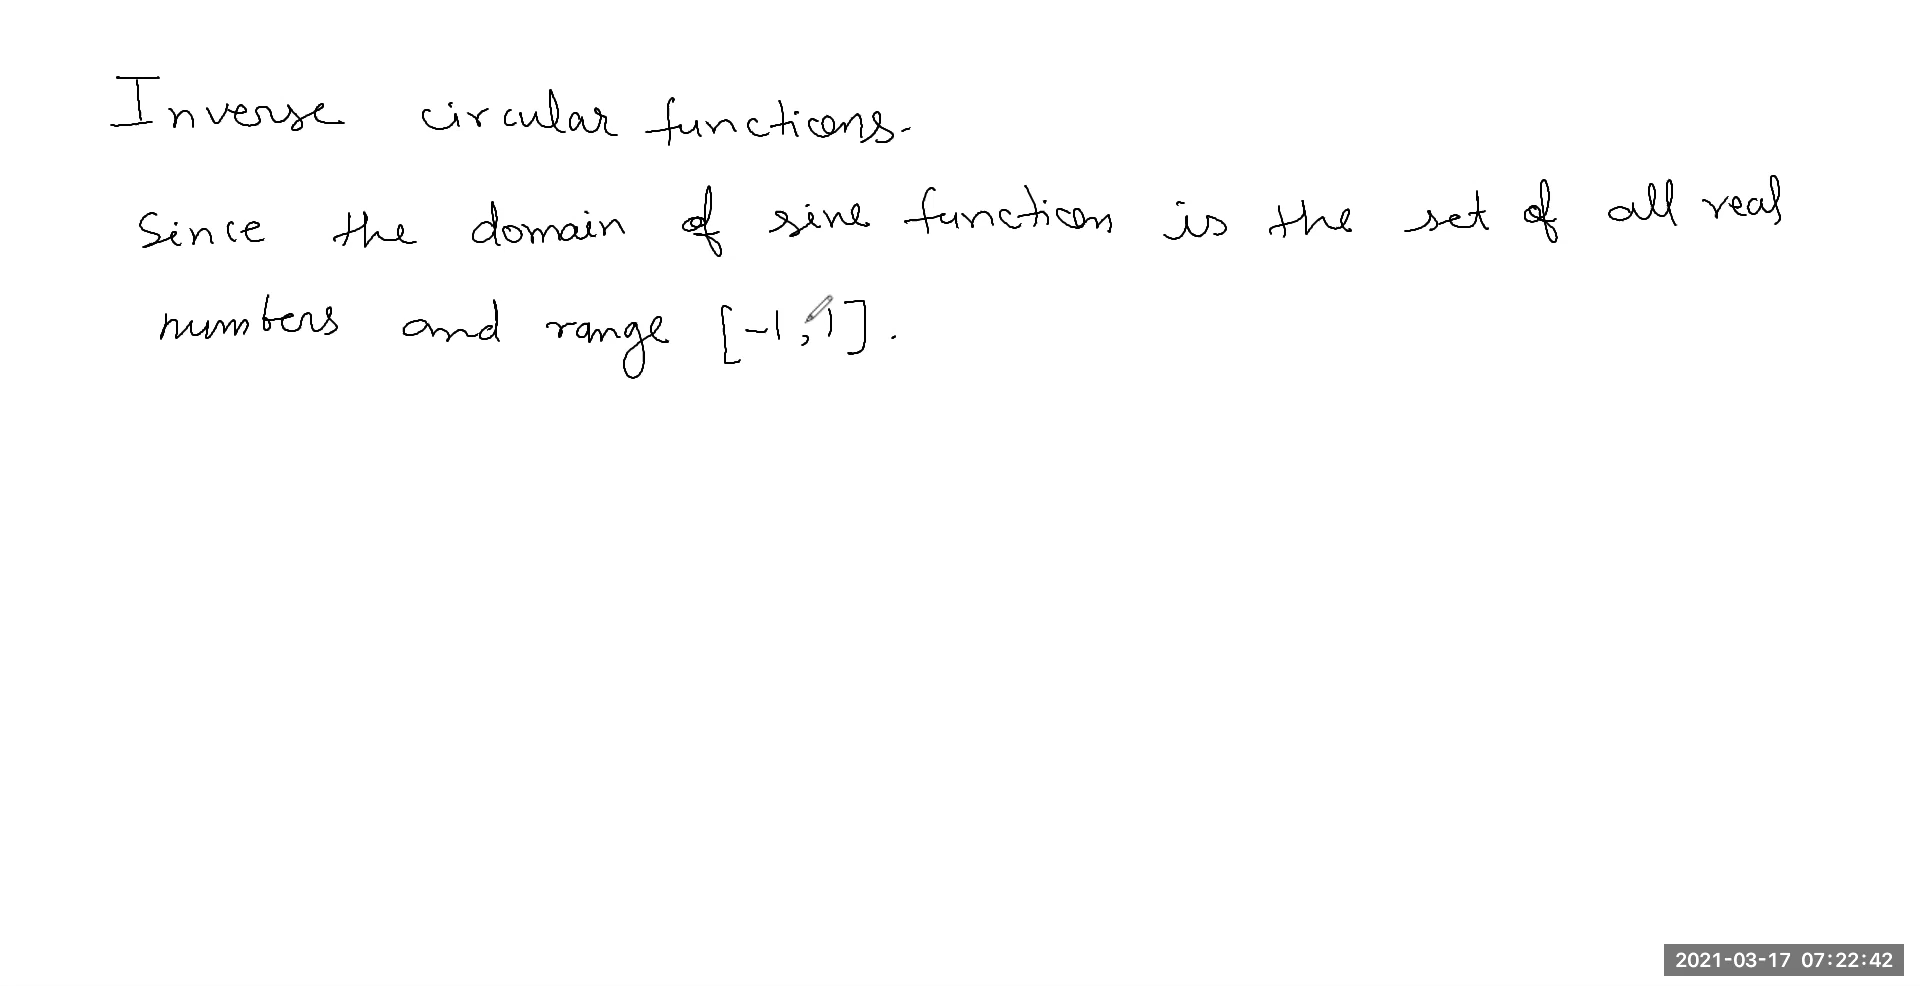 Inverse circular functions.
Since the domain of sine function is the set of all real
numbers and range [-1, 1].
2021-03-17 07:22:42